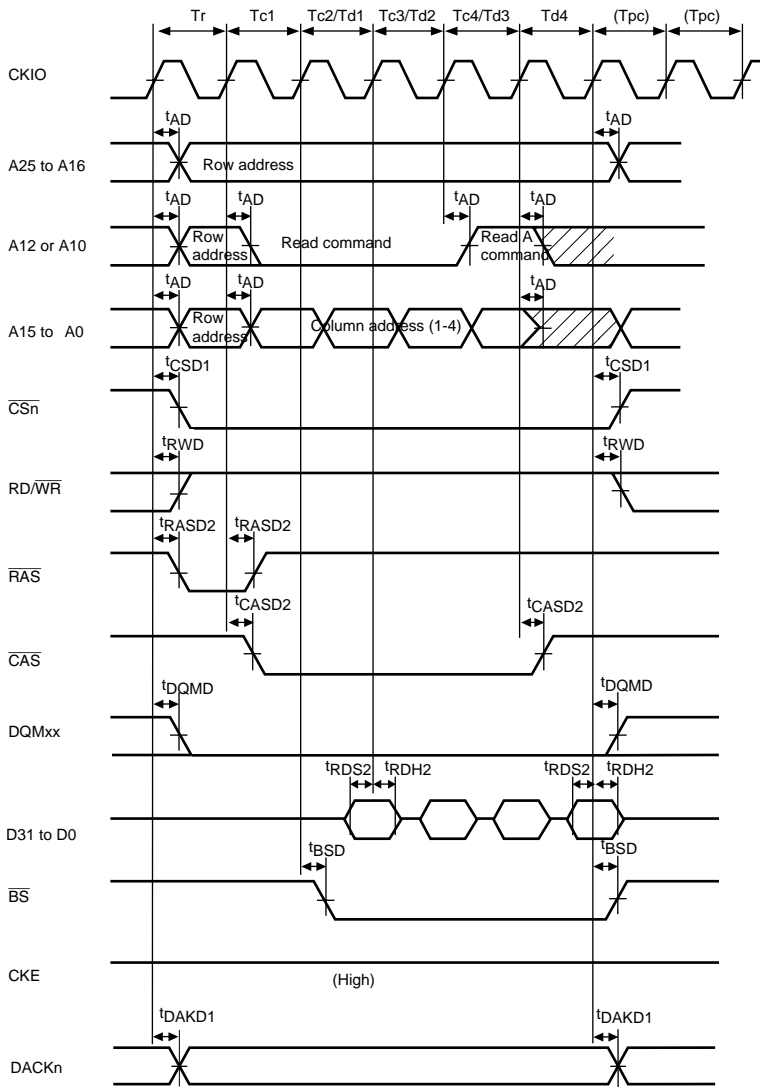 Tr Tc1 Tc2/Td1 Tc3/Td2 Tc4/Td3 Td4 (Tpc) (Tpc)
CKIO
tAD tAD
A25 to A16 Row address
tAD tAD tAD tAD
A12 or A10 Row address Read command Read A command
tAD tAD tAD
A15 to A0 Row address Column address (1-4)
tCSD1 tCSD1
CSn
tRWD tRWD
RD/WR
tRASD2 tRASD2
RAS
tCASD2 tCASD2
CAS
tDQMD tDQMD
DQMxx
tRDS2 tRDH2 tRDS2 tRDH2
D31 to D0
tBSD tBSD
BS
CKE (High)
tDAKD1 tDAKD1
DACKn